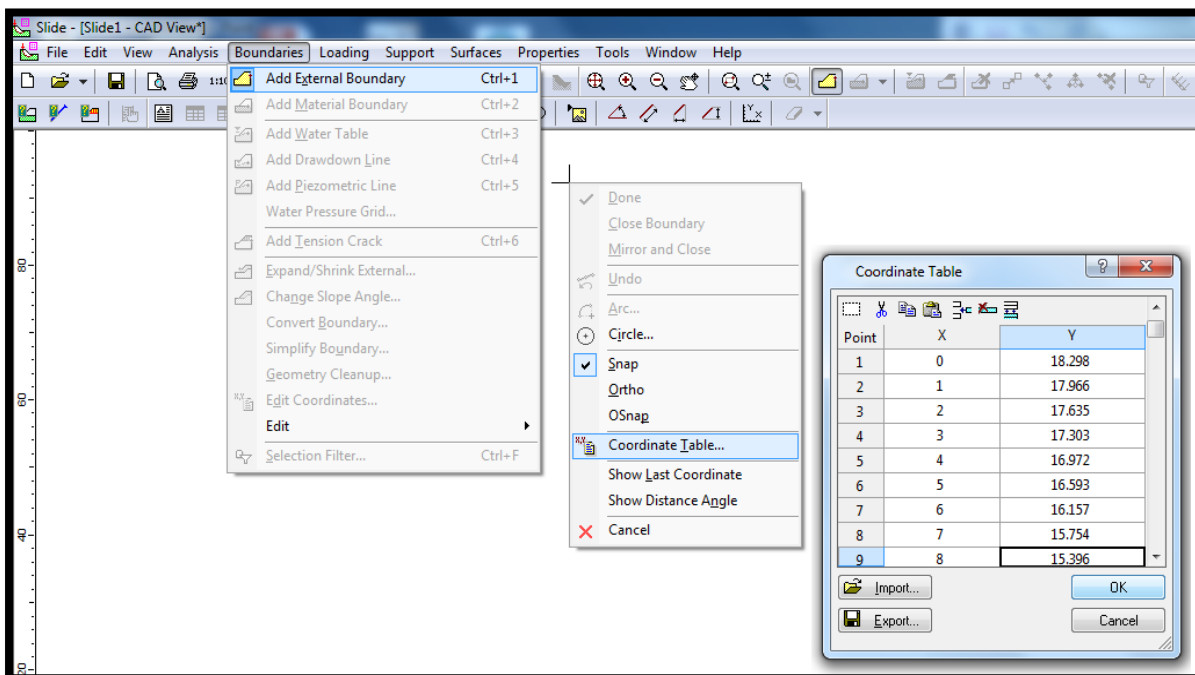 Slide - [Slide1 - CAD View*]
File Edit View Analysis Boundaries Loading Support Surfaces Properties Tools Window Help
Add External Boundary Ctrl+1
Add Material Boundary Ctrl+2
Add Water Table Ctrl+3
Add Drawdown Line Ctrl+4
Add Piezometric Line Ctrl+5
Water Pressure Grid...
Add Tension Crack Ctrl+6
Expand/Shrink External...
Change Slope Angle...
Convert Boundary...
Simplify Boundary...
Geometry Cleanup...
Edit Coordinates...
Edit
Selection Filter... Ctrl+F
Done
Close Boundary
Mirror and Close
Undo
Arc...
Circle...
Snap
Ortho
OSnap
Coordinate Table...
Show Last Coordinate
Show Distance Angle
Cancel
Coordinate Table
Point X Y
1 0 18.298
2 1 17.966
3 2 17.635
4 3 17.303
5 4 16.972
6 5 16.593
7 6 16.157
8 7 15.754
9 8 15.396
Import... OK
Export... Cancel
80
60
40
20